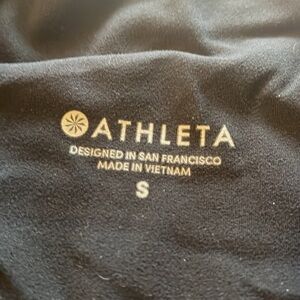 ATHLETA
DESIGNED IN SAN FRANCISCO
MADE IN VIETNAM
S